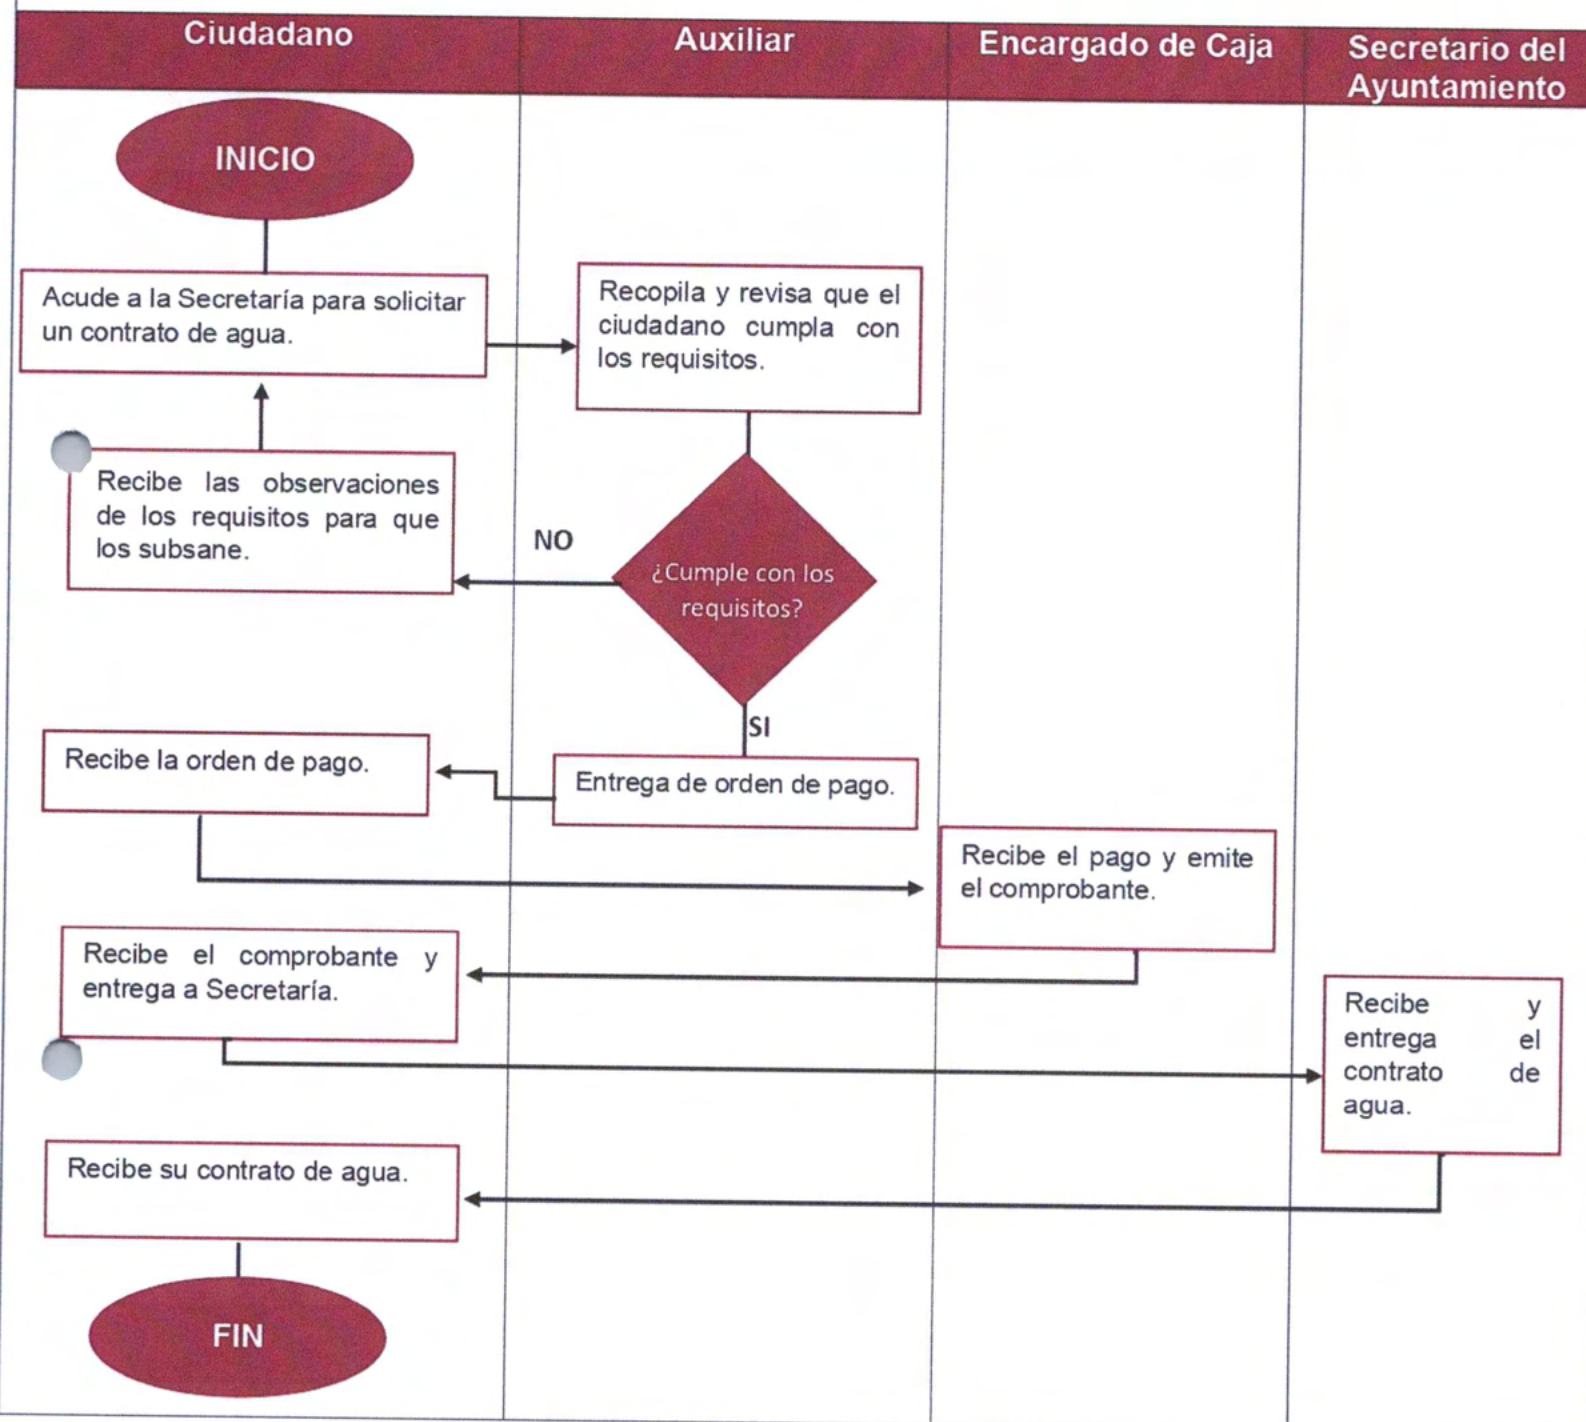 Ciudadano
Auxiliar
Encargado de Caja
Secretario del
Ayuntamiento
INICIO
Acude a la Secretaría para solicitar
un contrato de agua.
Recopila y revisa que el
ciudadano cumpla con
los requisitos.
Recibe las observaciones
de los requisitos para que
los subsane.
NO
¿Cumple con los
requisitos?
SI
Recibe la orden de pago.
Entrega de orden de pago.
Recibe el pago y emite
el comprobante.
Recibe el comprobante y
entrega a Secretaría.
Recibe y
entrega el
contrato de
agua.
Recibe su contrato de agua.
FIN